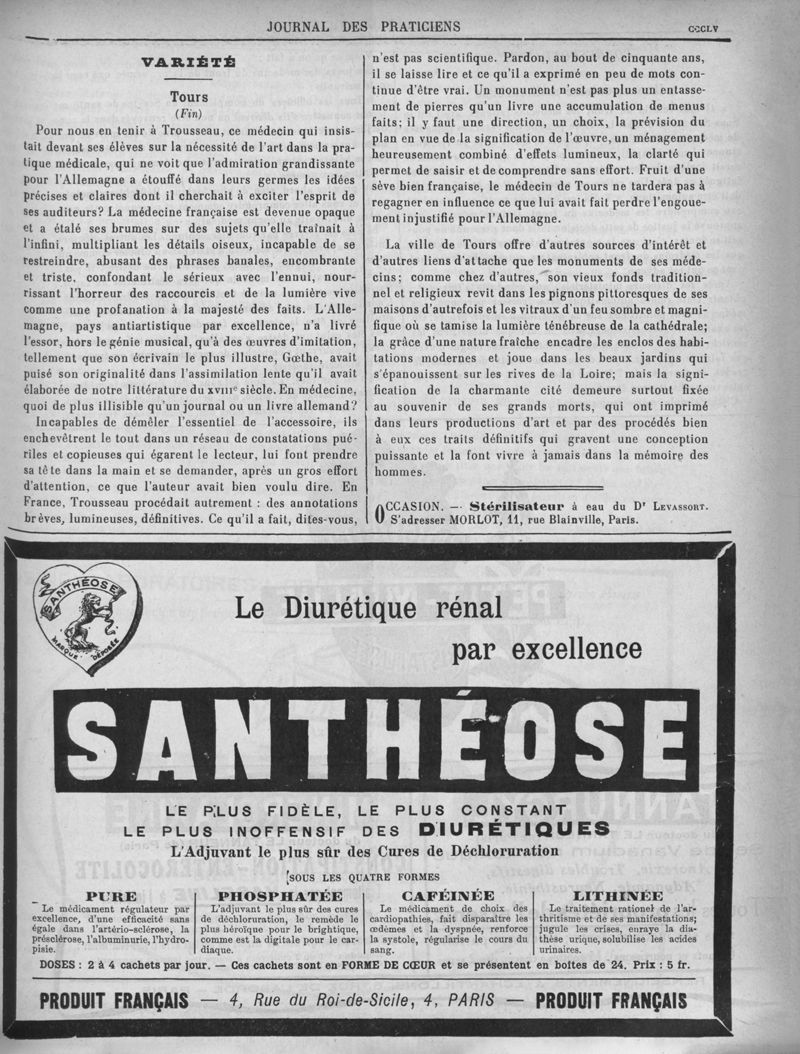 JOURNAL DES PRATICIENS
CCCLV
VARIÉTÉ
Tours
(Fin)
Pour nous en tenir à Trousseau, ce médecin qui insis-
tait devant ses élèves sur la nécessité de l'art dans la pra-
tique médicale, qui ne voit que l'admiration grandissante
pour l'Allemagne a étouffé dans leurs germes les idées
précises et claires dont il cherchait à exciter l'esprit de
ses auditeurs? La médecine française est devenue opaque
et a étalé ses brumes sur des sujets qu'elle traînait à
l'infini, multipliant les détails oiseux, incapable de se
restreindre, abusant des phrases banales, encombrante
et triste, confondant le sérieux avec l'ennui, nour-
rissant l'horreur des raccourcis et de la lumière vive
comme une profanation à la majesté des faits. L'Alle-
magne, pays antiartistique par excellence, n'a livré
l'essor, hors le génie musical, qu'à des œuvres d'imitation,
tellement que son écrivain le plus illustre, Gœthe, avait
puisé son originalité dans l'assimilation lente qu'il avait
élaborée de notre littérature du XVIIIe siècle. En médecine,
quoi de plus illisible qu'un journal ou un livre allemand?
Incapables de démêler l'essentiel de l'accessoire, ils
enchevêtrent le tout dans un réseau de constatations pué-
riles et copieuses qui égarent le lecteur, lui font prendre
sa tête dans la main et se demander, après un gros effort
d'attention, ce que l'auteur avait bien voulu dire. En
France, Trousseau procédait autrement : des annotations
brèves, lumineuses, définitives. Ce qu'il a fait, dites-vous,
n'est pas scientifique. Pardon, au bout de cinquante ans,
il se laisse lire et ce qu'il a exprimé en peu de mots con-
tinue d'être vrai. Un monument n'est pas plus un entasse-
ment de pierres qu'un livre une accumulation de menus
faits; il y faut une direction, un choix, la prévision du
plan en vue de la signification de l'œuvre, un ménagement
heureusement combiné d'effets lumineux, la clarté qui
permet de saisir et de comprendre sans effort. Fruit d'une
sève bien française, le médecin de Tours ne tardera pas à
regagner en influence ce que lui avait fait perdre l'engoue-
ment injustifié pour l'Allemagne.
La ville de Tours offre d'autres sources d'intérêt et
d'autres liens d'attache que les monuments de ses méde-
cins; comme chez d'autres, son vieux fonds tradition-
nel et religieux revit dans les pignons pittoresques de ses
maisons d'autrefois et les vitraux d'un feu sombre et magni-
fique où se tamise la lumière ténébreuse de la cathédrale;
la grâce d'une nature fraîche encadre les enclos des habi-
tations modernes et joue dans les beaux jardins qui
s'épanouissent sur les rives de la Loire; mais la signi-
fication de la charmante cité demeure surtout fixée
au souvenir de ses grands morts, qui ont imprimé
dans leurs productions d'art et par des procédés bien
à eux ces traits définitifs qui gravent une conception
puissante et la font vivre à jamais dans la mémoire des
hommes.
OCCASION. — Stérilisateur à eau du Dr LEVASSORT.
S'adresser MORLOT, 11, rue Blainville, Paris.
SANTHÉOSE
MARQUE DÉPOSÉE
Le Diurétique rénal
par excellence
SANTHÉOSE
LE PLUS FIDÈLE, LE PLUS CONSTANT
LE PLUS INOFFENSIF DES DIURÉTIQUES
L'Adjuvant le plus sûr des Cures de Déchloruration
SOUS LES QUATRE FORMES
PURE
Le médicament régulateur par
excellence, d'une efficacité sans
égale dans l'artério-sclérose, la
présclérose, l'albuminurie, l'hydro-
pisie.
PHOSPHATÉE
L'adjuvant le plus sûr des cures
de déchloruration, le remède le
plus héroïque pour le brightique,
comme est la digitale pour le car-
diaque.
CAFÉINÉE
Le médicament de choix des
cardiopathies, fait disparaître les
œdèmes et la dyspnée, renforce
la systole, régularise le cours du
sang.
LITHINÉE
Le traitement rationel de l'ar-
thritisme et de ses manifestations;
jugule les crises, enraye la dia-
thèse urique, solubilise les acides
urinaires.
DOSES : 2 à 4 cachets par jour. — Ces cachets sont en FORME DE CŒUR et se présentent en boîtes de 24. Prix : 5 fr.
PRODUIT FRANÇAIS — 4, Rue du Roi-de-Sicile, 4, PARIS — PRODUIT FRANÇAIS